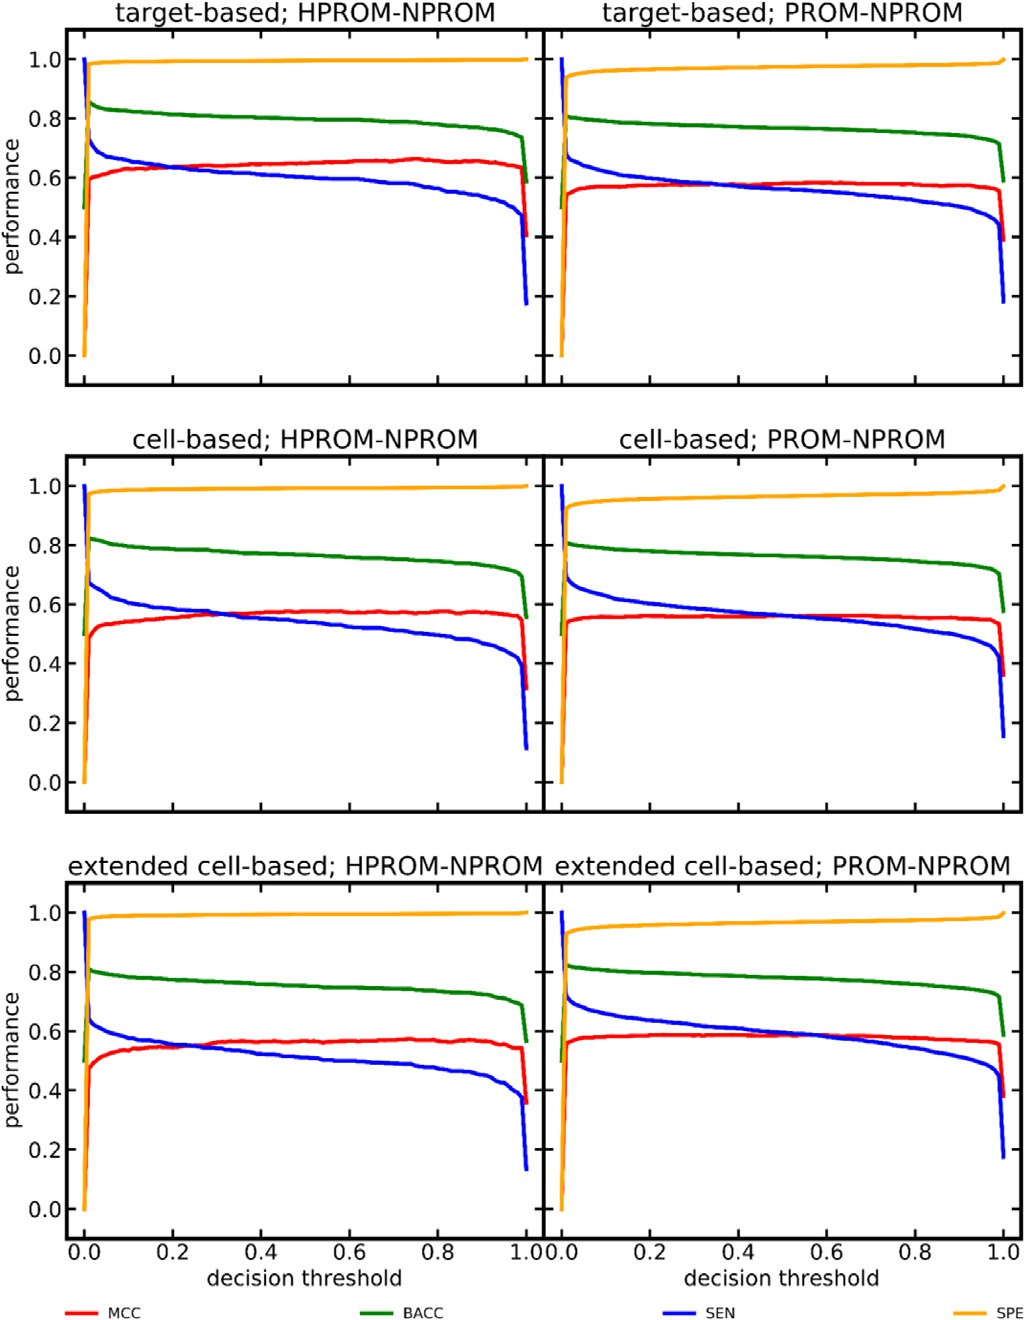 target-based; HPROM-NPROM
target-based; PROM-NPROM
1.0
0.8
0.6
0.4
0.2
0.0
performance
cell-based; HPROM-NPROM
cell-based; PROM-NPROM
1.0
0.8
0.6
0.4
0.2
0.0
performance
extended cell-based; HPROM-NPROM
extended cell-based; PROM-NPROM
1.0
0.8
0.6
0.4
0.2
0.0
performance
0.0 0.2 0.4 0.6 0.8 1.0
0.0 0.2 0.4 0.6 0.8 1.0
decision threshold
decision threshold
MCC BACC SEN SPE